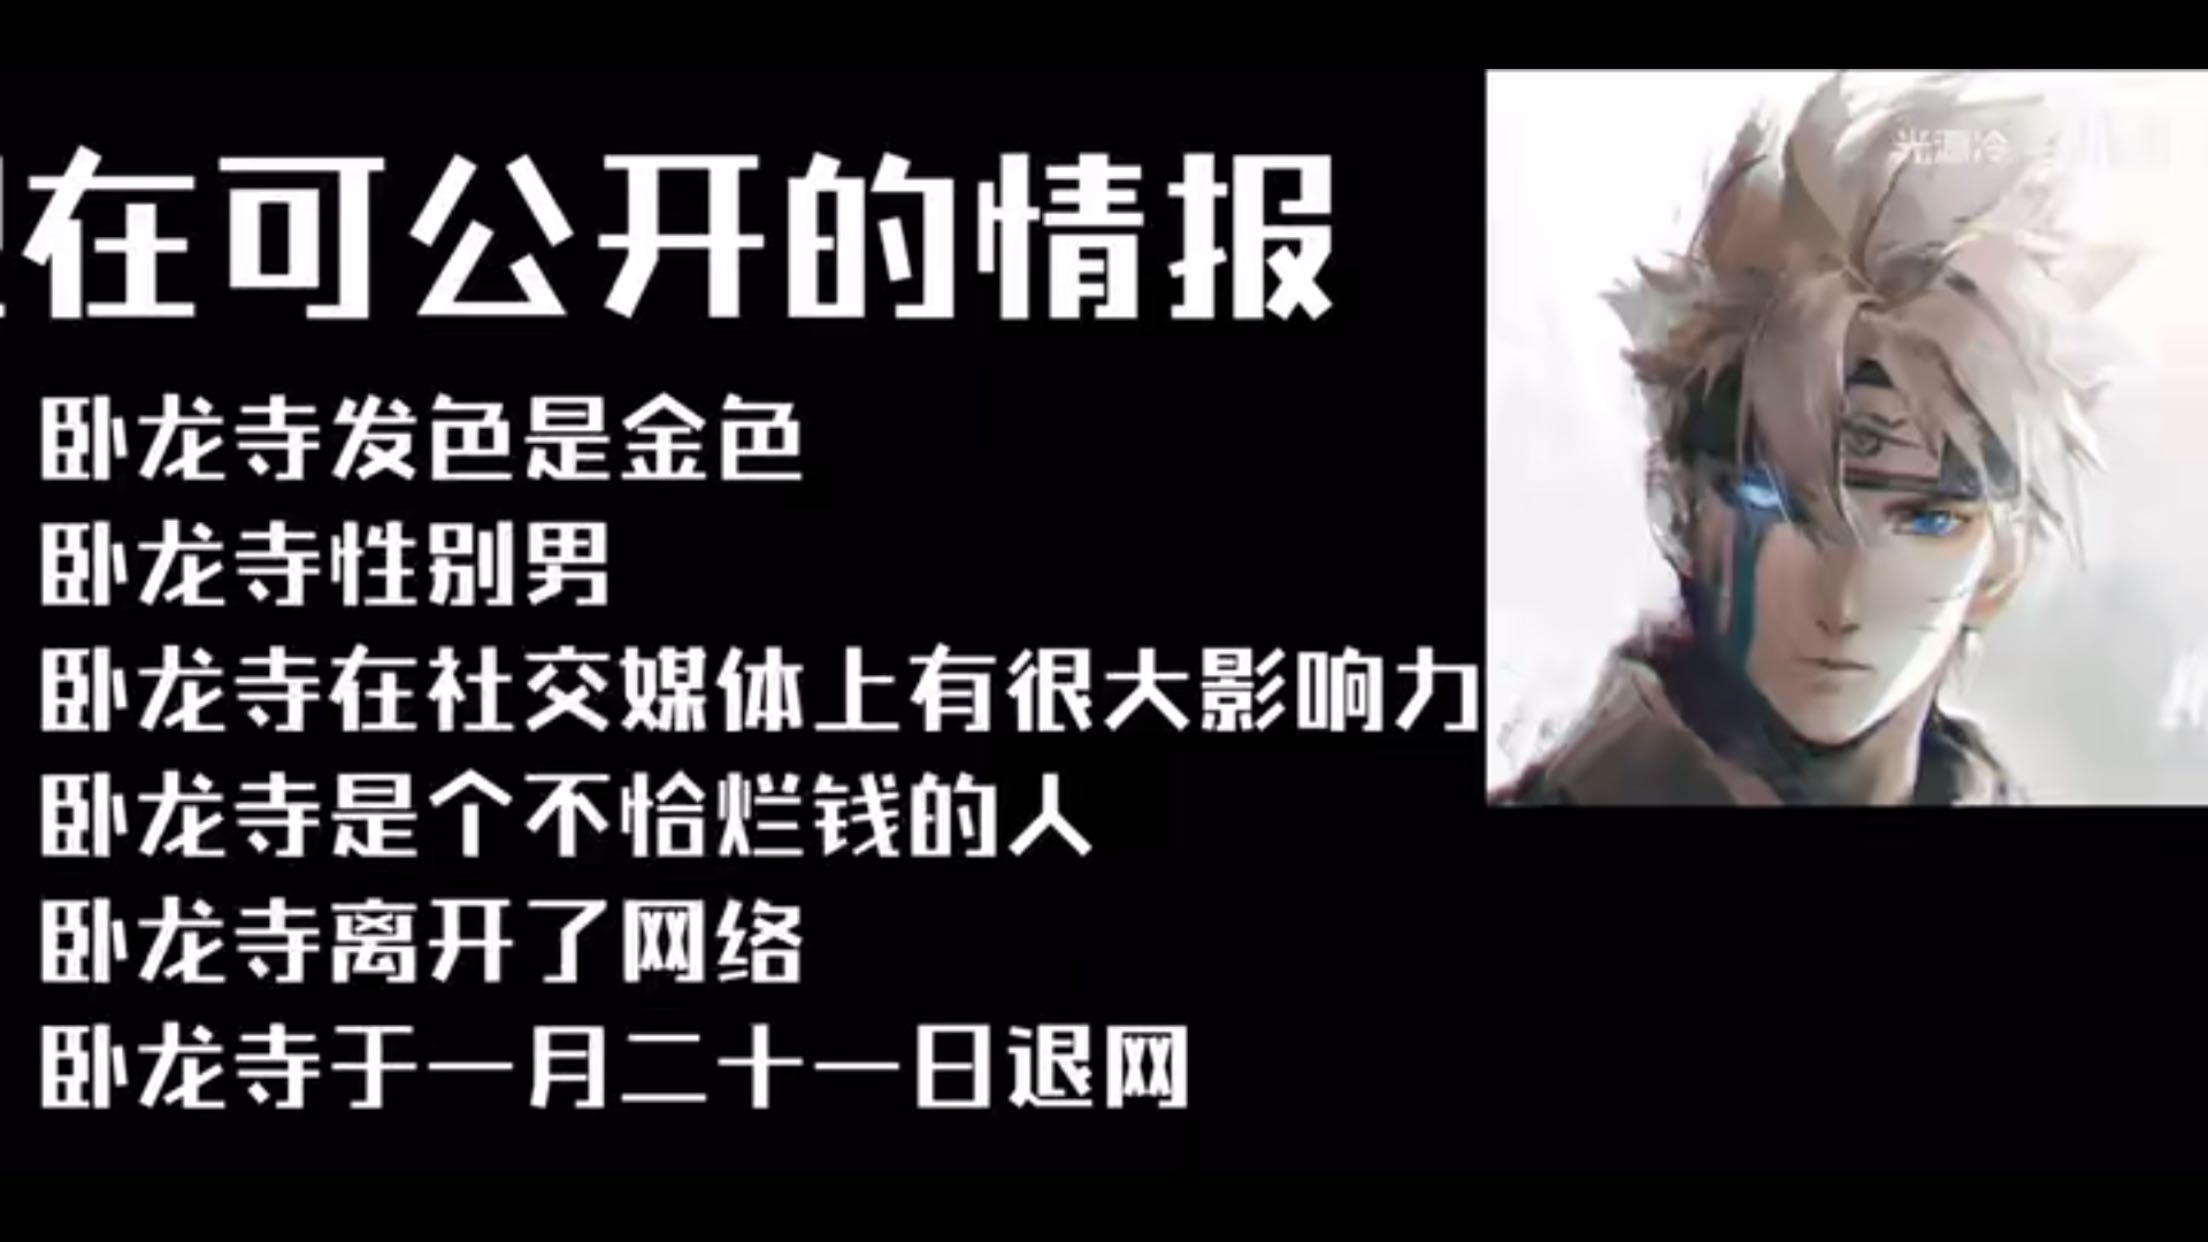 在可公开的情报
光源冷
卧龙寺发色是金色
卧龙寺性别男
卧龙寺在社交媒体上有很大影响力
卧龙寺是个不恰烂钱的人
卧龙寺离开了网络
卧龙寺于一月二十一日退网